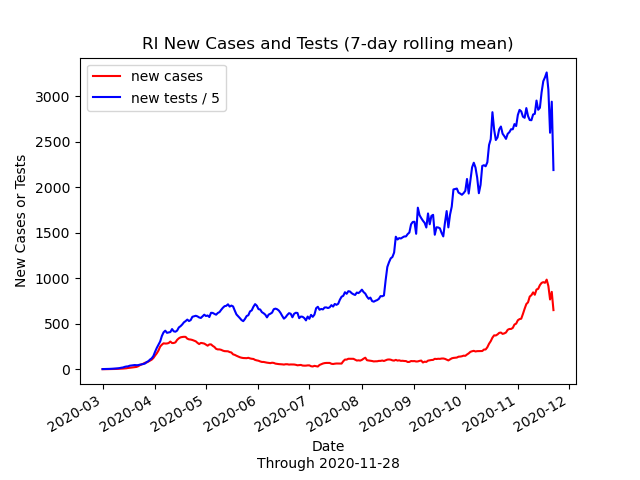 RI New Cases and Tests (7-day rolling mean)
new cases
new tests / 5
New Cases or Tests
3000
2500
2000
1500
1000
500
0
2020-03
2020-04
2020-05
2020-06
2020-07
2020-08
2020-09
2020-10
2020-11
2020-12
Date
Through 2020-11-28